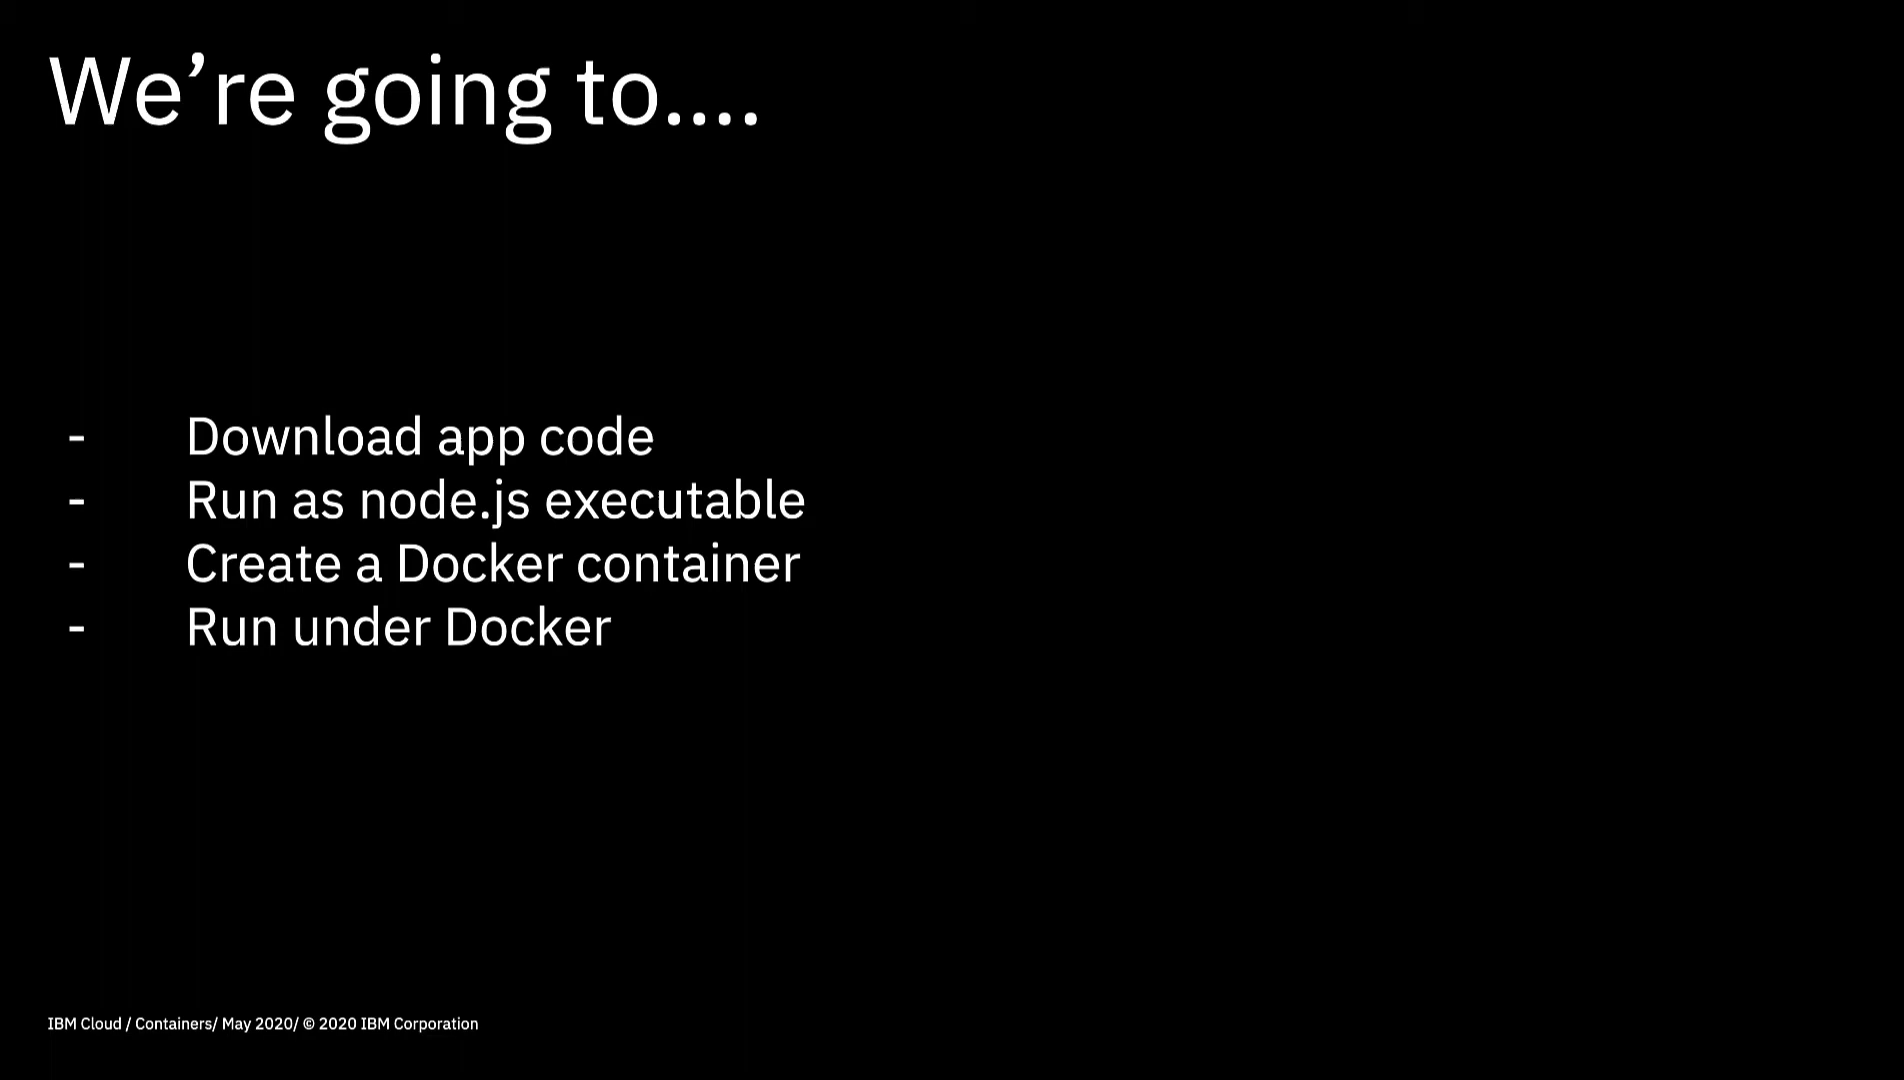 We’re going to....
- Download app code
- Run as node.js executable
- Create a Docker container
- Run under Docker
IBM Cloud / Containers/ May 2020/ © 2020 IBM Corporation